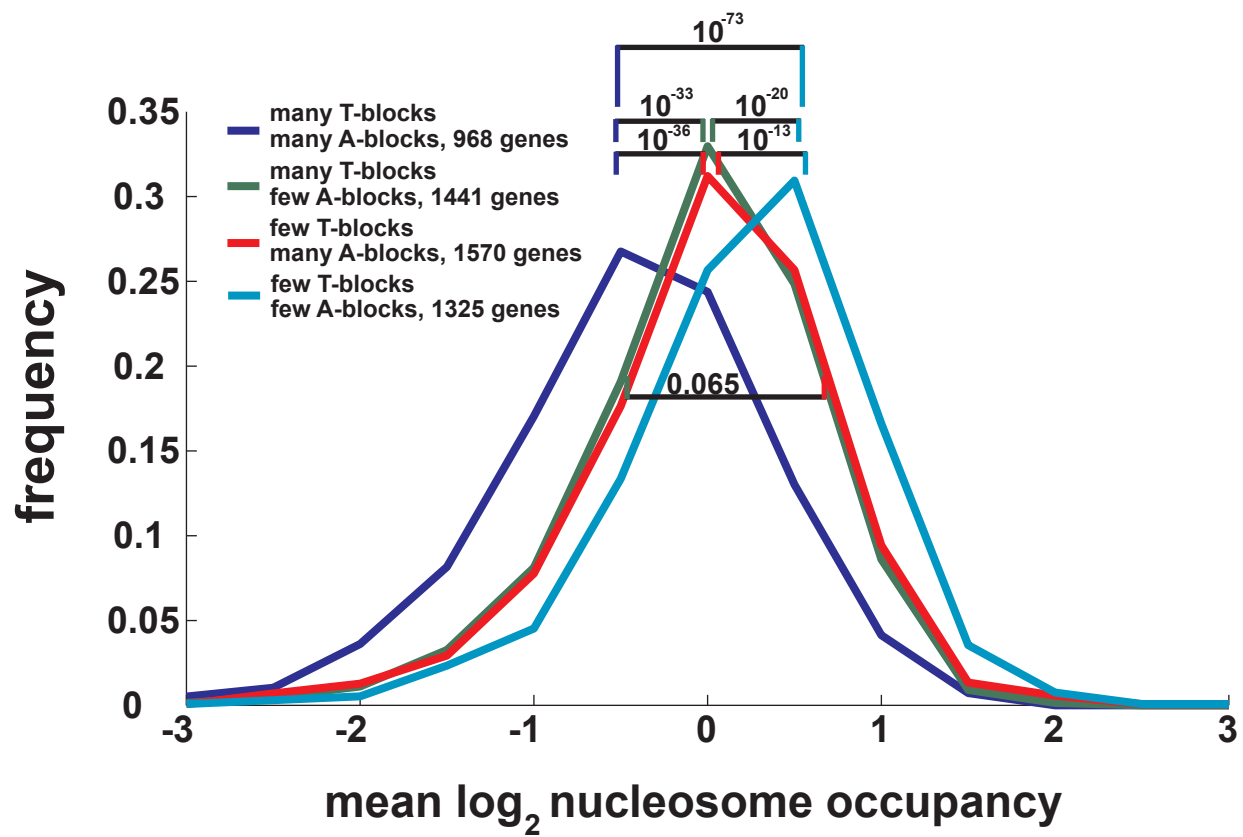 10^-73
10^-33 10^-20
10^-36 10^-13
0.35
many T-blocks
many A-blocks, 968 genes
many T-blocks
few A-blocks, 1441 genes
few T-blocks
many A-blocks, 1570 genes
few T-blocks
few A-blocks, 1325 genes
0.3
0.25
0.2
0.065
0.15
0.1
0.05
0
frequency
-3 -2 -1 0 1 2 3
mean log_2 nucleosome occupancy